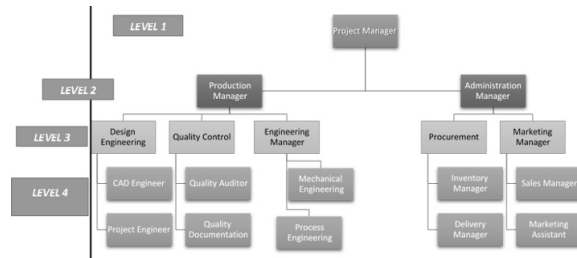 LEVEL 1
Project Manager
LEVEL 2
Production
Manager
Administration
Manager
LEVEL 3
Design
Engineering
Quality Control
Engineering
Manager
Procurement
Marketing
Manager
LEVEL 4
CAD Engineer
Quality Auditor
Mechanical
Engineering
Inventory
Manager
Sales Manager
Project Engineer
Quality
Documentation
Process
Engineering
Delivery
Manager
Marketing
Assistant